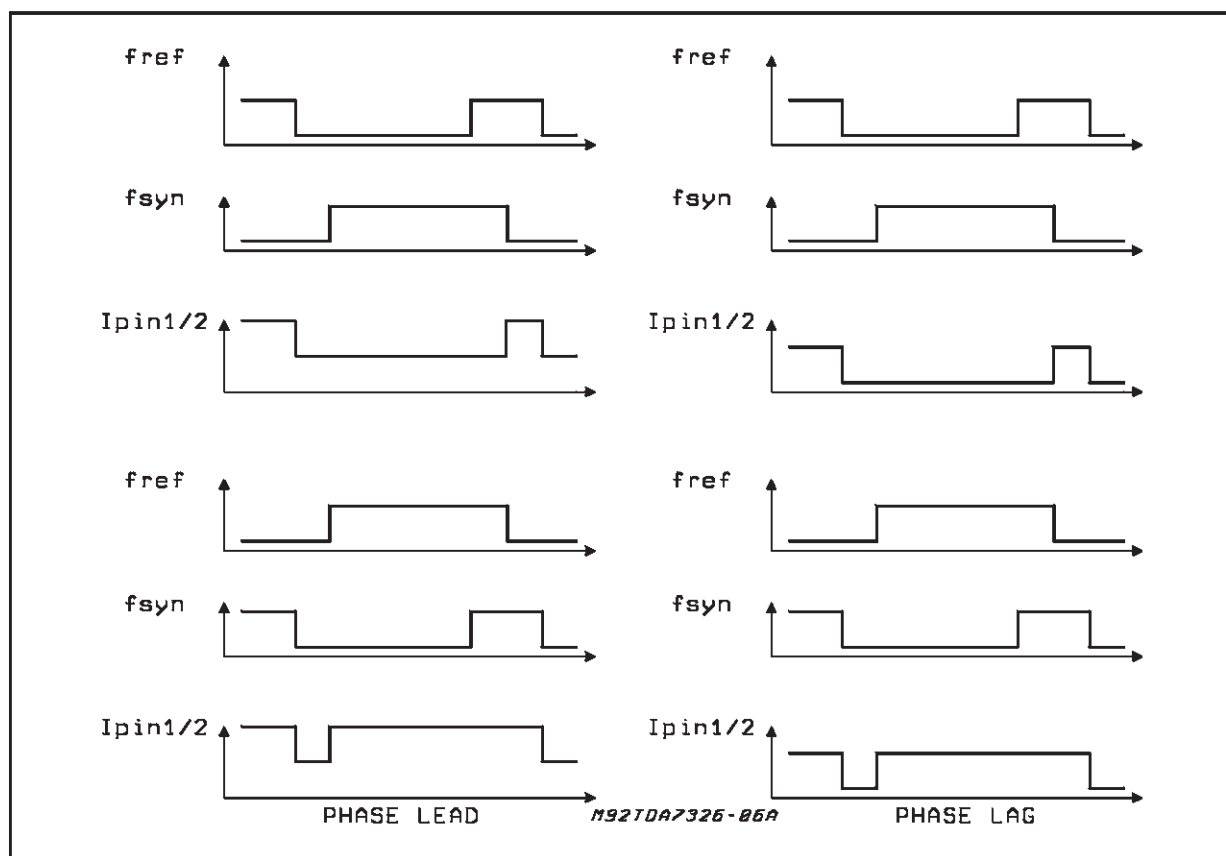 fref fref
fsyn fsyn
Ipin1/2 Ipin1/2
fref fref
fsyn fsyn
Ipin1/2 Ipin1/2
PHASE LEAD M92TDA7326-06A PHASE LAG